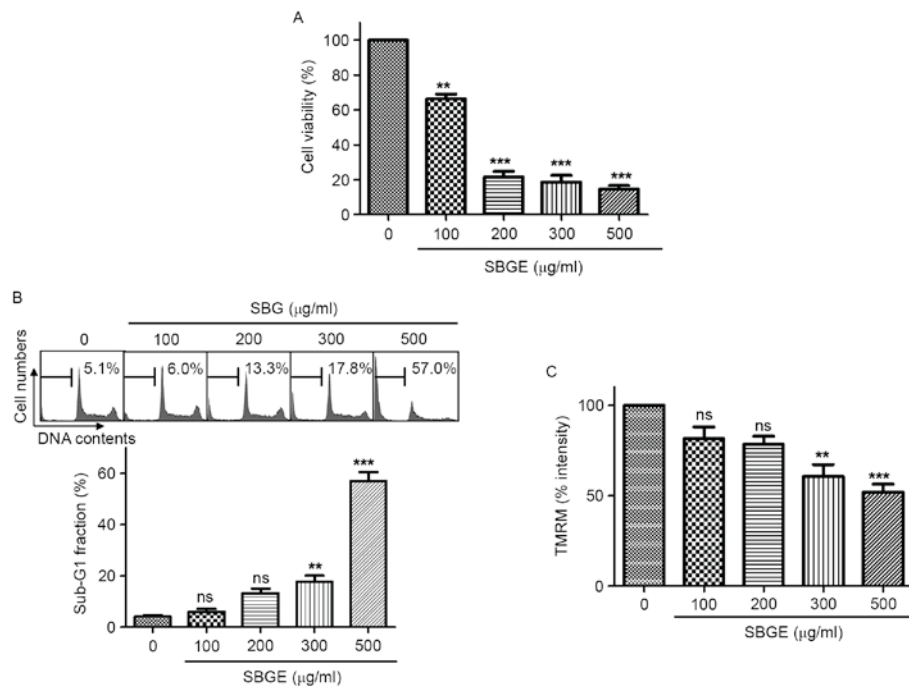 A
100
80
60
40
20
0
Cell viability (%)
**
***
***
***
0 100 200 300 500
SBGE (μg/ml)
B
SBG (μg/ml)
0 100 200 300 500
Cell numbers
5.1% 6.0% 13.3% 17.8% 57.0%
DNA contents
60
40
20
0
Sub-G1 fraction (%)
ns
ns
**
***
0 100 200 300 500
SBGE (μg/ml)
C
100
50
0
TMRM (% intensity)
ns
ns
**
***
0 100 200 300 500
SBGE (μg/ml)